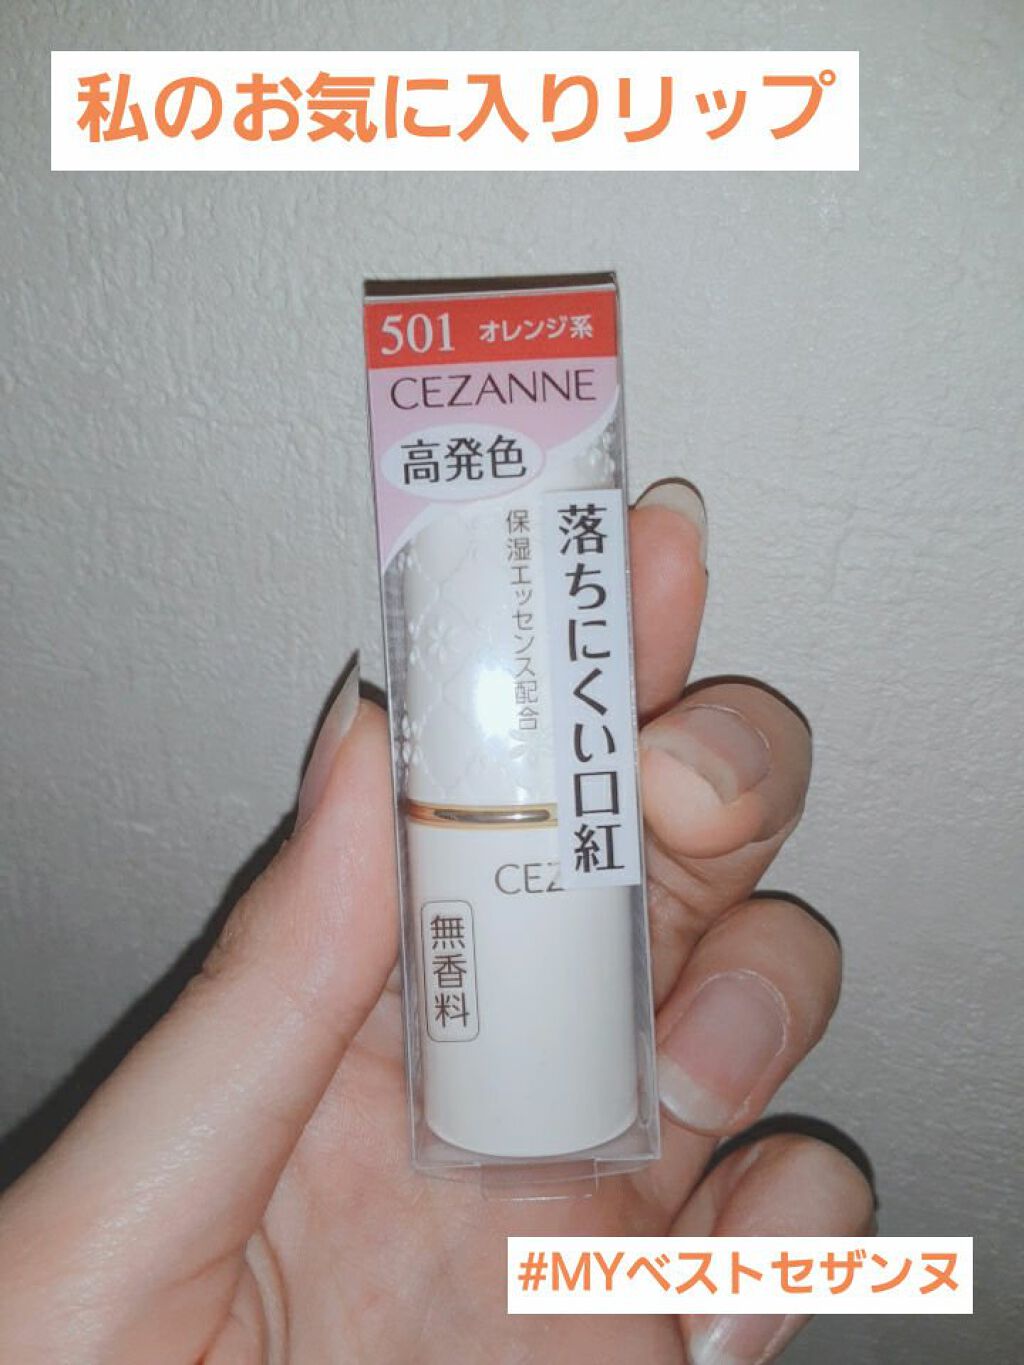 私のお気に入りリップ
501 オレンジ系
CEZANNE
高発色
保湿エッセンス配合
落ちにくい口紅
CEZ
無香料
#MYベストセザンヌ